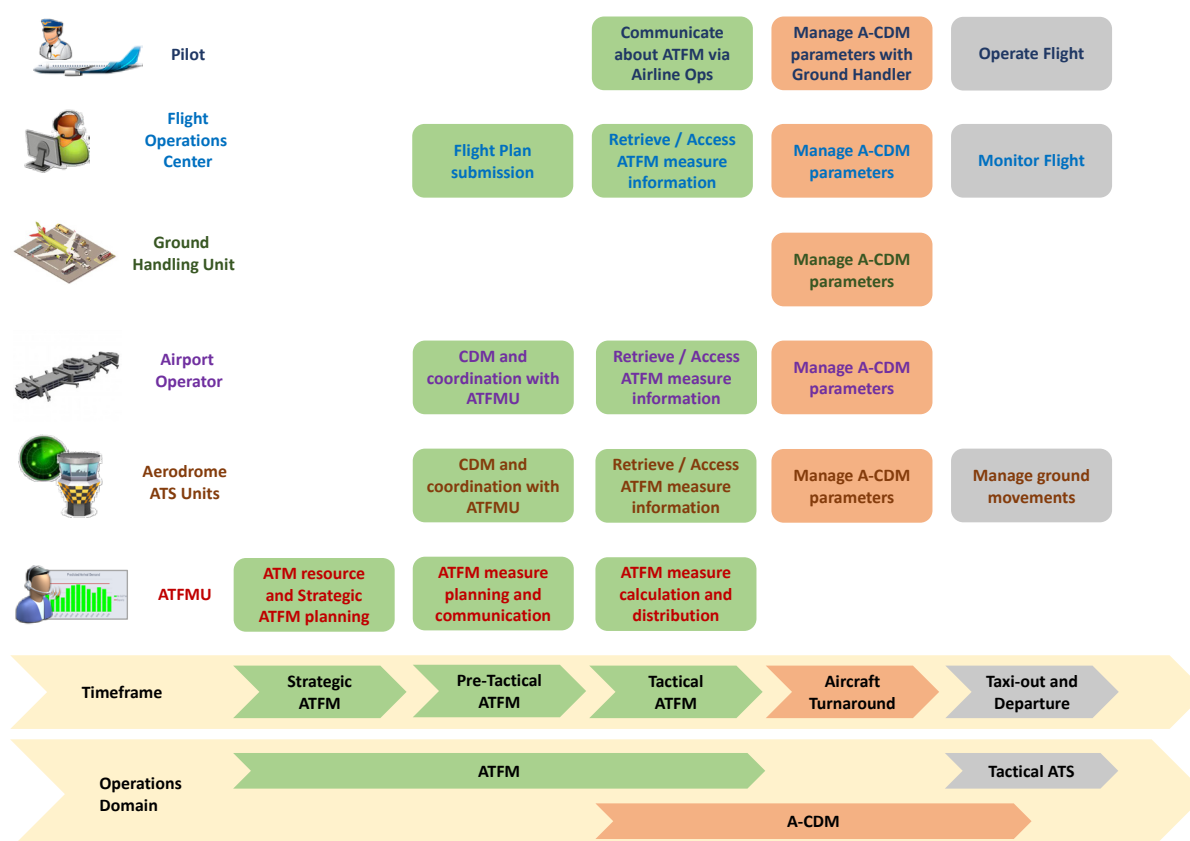 Pilot
Communicate
about ATFM via
Airline Ops
Manage A-CDM
parameters with
Ground Handler
Operate Flight
Flight
Operations
Center
Flight Plan
submission
Retrieve / Access
ATFM measure
information
Manage A-CDM
parameters
Monitor Flight
Ground
Handling Unit
Manage A-CDM
parameters
Airport
Operator
CDM and
coordination with
ATFMU
Retrieve / Access
ATFM measure
information
Manage A-CDM
parameters
Aerodrome
ATS Units
CDM and
coordination with
ATFMU
Retrieve / Access
ATFM measure
information
Manage A-CDM
parameters
Manage ground
movements
ATFMU
ATM resource
and Strategic
ATFM planning
ATFM measure
planning and
communication
ATFM measure
calculation and
distribution
Timeframe
Strategic
ATFM
Pre-Tactical
ATFM
Tactical
ATFM
Aircraft
Turnaround
Taxi-out and
Departure
Operations
Domain
ATFM
Tactical ATS
A-CDM